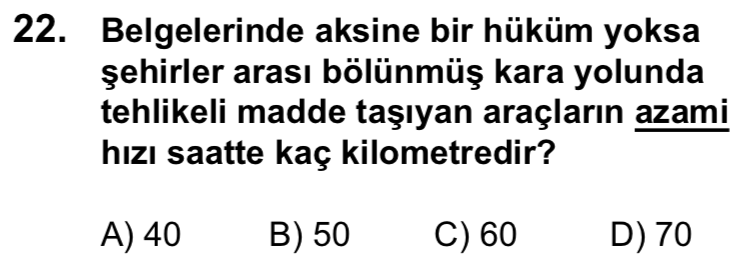 22. Belgelerinde aksine bir hüküm yoksa
şehirler arası bölünmüş kara yolunda
tehlikeli madde taşıyan araçların azami
hızı saatte kaç kilometredir?
A) 40 B) 50 C) 60 D) 70